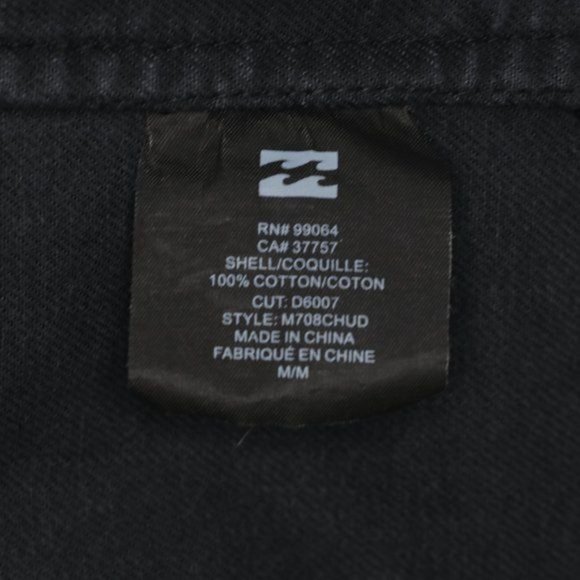 RN# 99064
CA# 37757
SHELL/COQUILLE:
100% COTTON/COTON
CUT: D6007
STYLE: M708CHUD
MADE IN CHINA
FABRIQUÉ EN CHINE
M/M